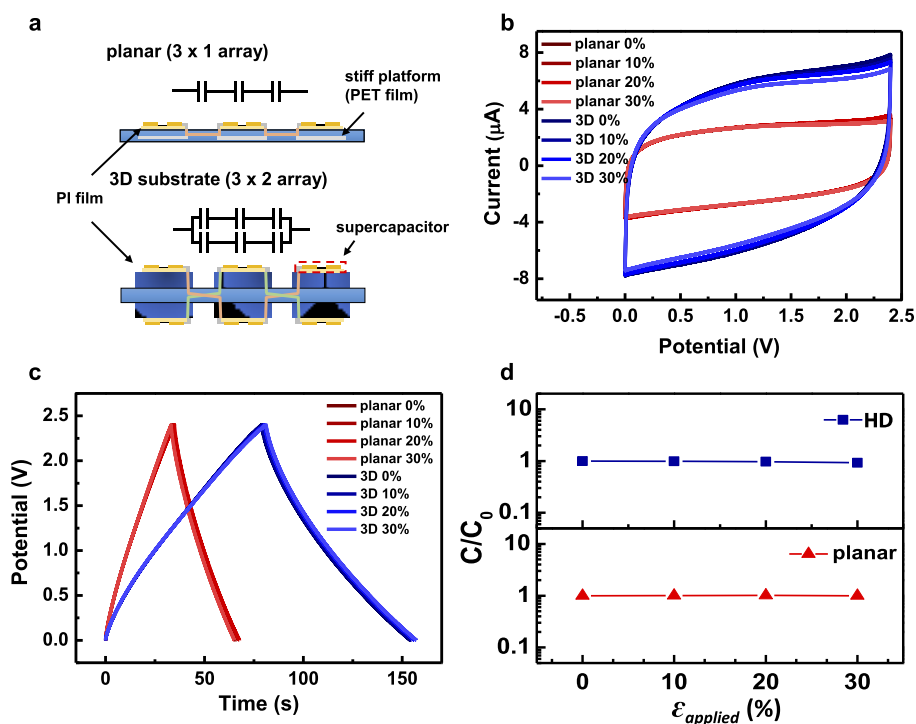 a
planar (3 x 1 array)
stiff platform
(PET film)
PI film
3D substrate (3 x 2 array)
supercapacitor
b
planar 0%
planar 10%
planar 20%
planar 30%
3D 0%
3D 10%
3D 20%
3D 30%
8
4
0
-4
-8
Current (μA)
-0.5 0.0 0.5 1.0 1.5 2.0 2.5
Potential (V)
c
planar 0%
planar 10%
planar 20%
planar 30%
3D 0%
3D 10%
3D 20%
3D 30%
2.5
2.0
1.5
1.0
0.5
0.0
Potential (V)
0 50 100 150
Time (s)
d
HD
10
1
0.1
planar
10
1
0.1
C/C0
0 10 20 30
εapplied (%)